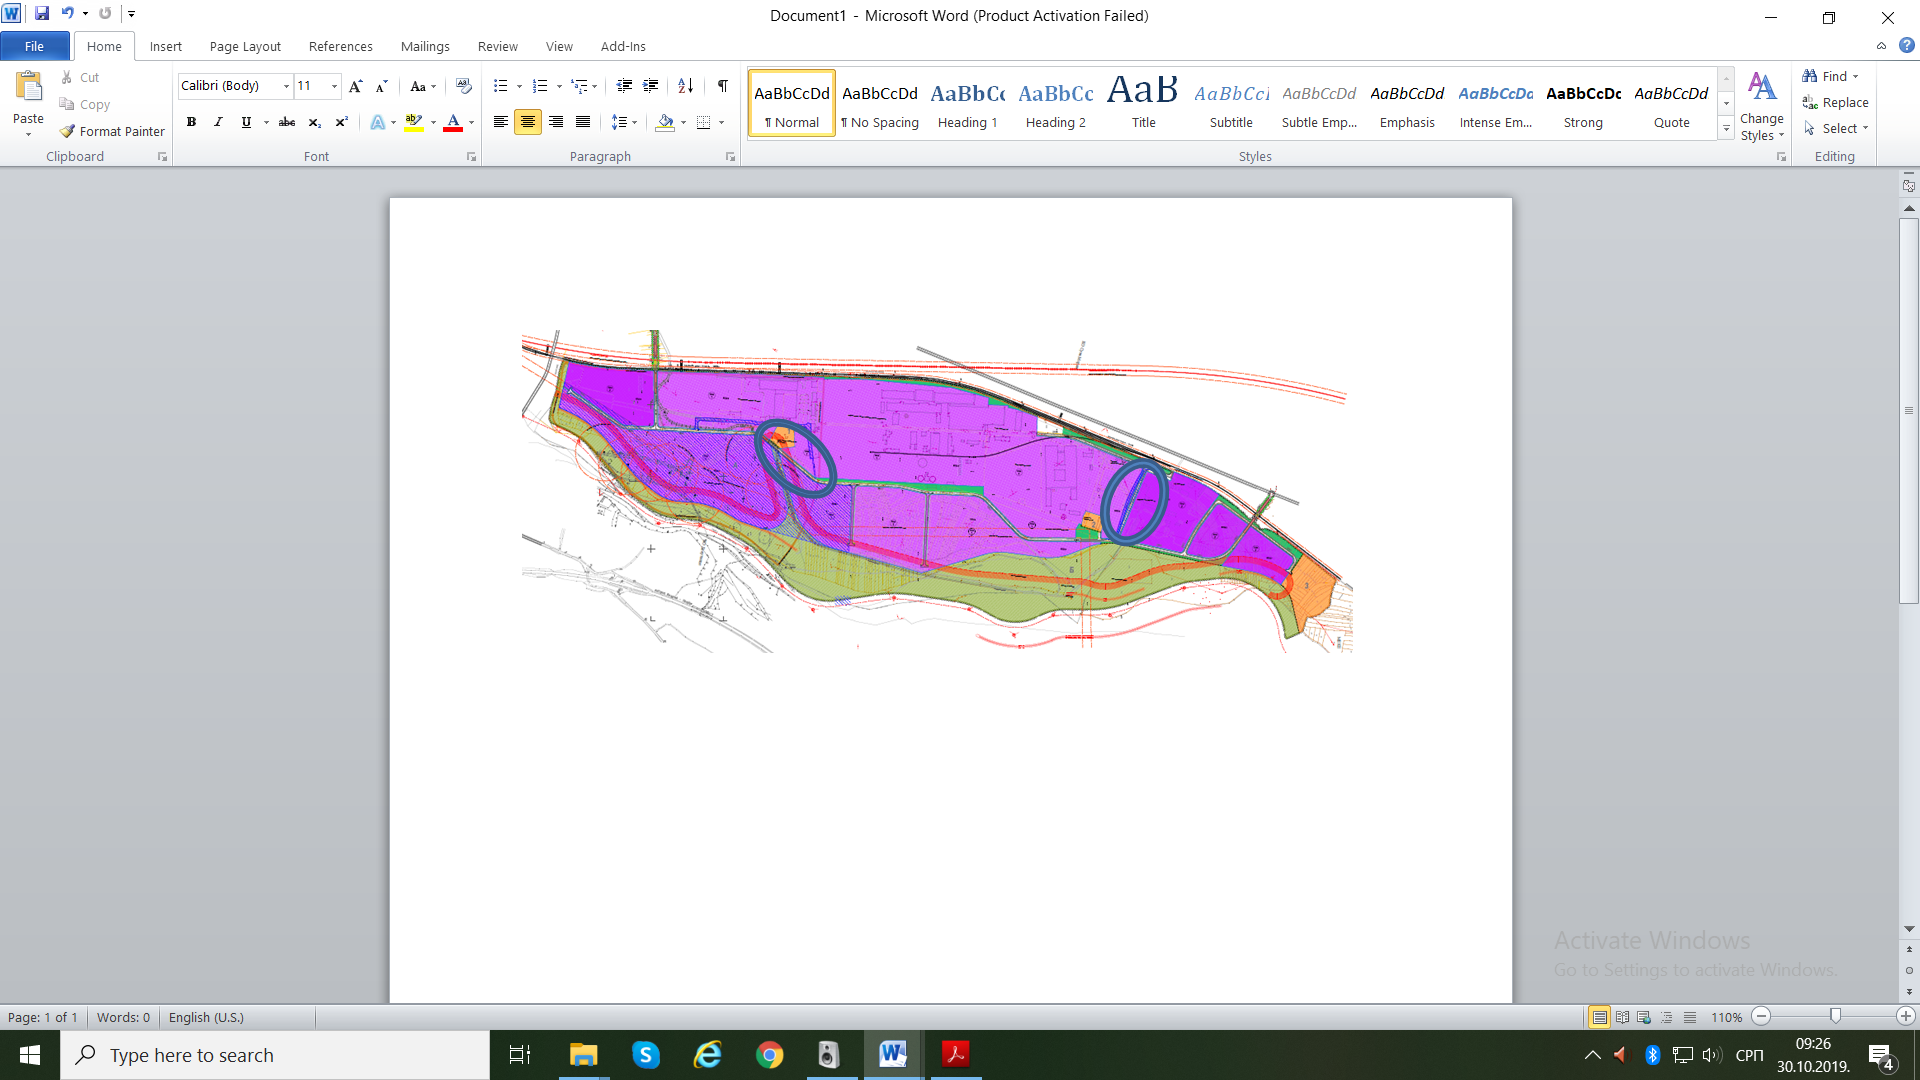 Document1 - Microsoft Word (Product Activation Failed)
File Home Insert Page Layout References Mailings Review View Add-Ins
Paste
Cut
Copy
Format Painter
Clipboard
Calibri (Body) 11
Font
Paragraph
AaBbCcDd AaBbCcDd AaBbCc AaBbCc AaB AaBbCcI AaBbCcDd AaBbCcDd AaBbCcDd AaBbCcDc AaBbCcDd
¶ Normal ¶ No Spacing Heading 1 Heading 2 Title Subtitle Subtle Emp... Emphasis Intense Em... Strong Quote
Styles
Change
Styles
Find
Replace
Select
Editing
Activate Windows
Go to Settings to activate Windows.
Page: 1 of 1 Words: 0 English (U.S.) 110%
Type here to search
СРП
09:26
30.10.2019.
4